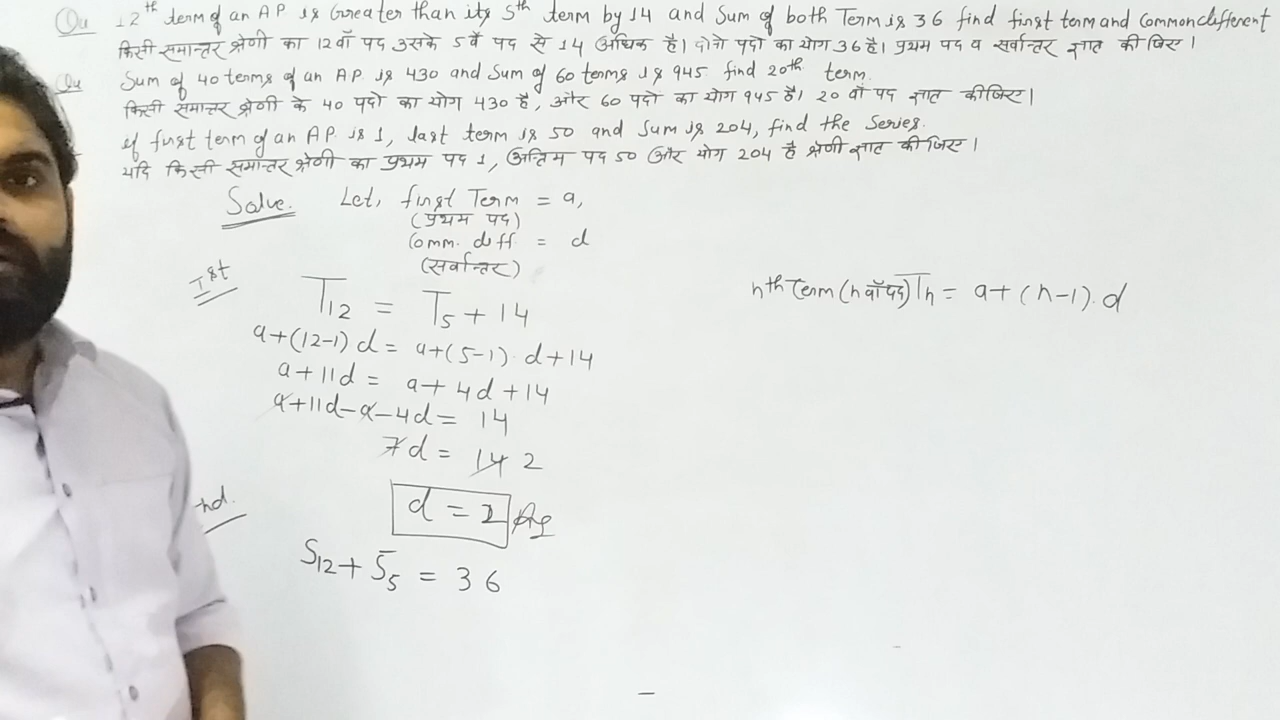 Qu 12th term of an A.P. is Greater than its 5th term by 14 and Sum of both Term is 36 find first term and Common different
किसी समान्तर श्रेणी का 12वाँ पद उसके 5वें पद से 14 अधिक है। दोनो पदो का योग 36 है। प्रथम पद व सर्वान्तर ज्ञात कीजिए।
Qu Sum of 40 terms of an A.P. is 430 and Sum of 60 terms is 945. find 20th term.
किसी समान्तर श्रेणी के 40 पदो का योग 430 है, और 60 पदो का योग 945 है। 20 वाँ पद ज्ञात कीजिए।
if first term of an A.P. is 1, last term is 50 and Sum is 204, find the Series.
यदि किसी समान्तर श्रेणी का प्रथम पद 1, अन्तिम पद 50 और योग 204 है श्रेणी ज्ञात कीजिए।
Solve. Let, first Term = a,
(प्रथम पद)
Comm. diff. = d
(सर्वान्तर)
Ist
T12 = T5 + 14
nth Term (n वाँ पद) Tn = a + (n-1).d
a+(12-1)d = a+(5-1).d+14
a+11d = a+4d+14
a+11d-a-4d = 14
7d = 14 2
nd.
d = 2 Ans
S12 + S5 = 36